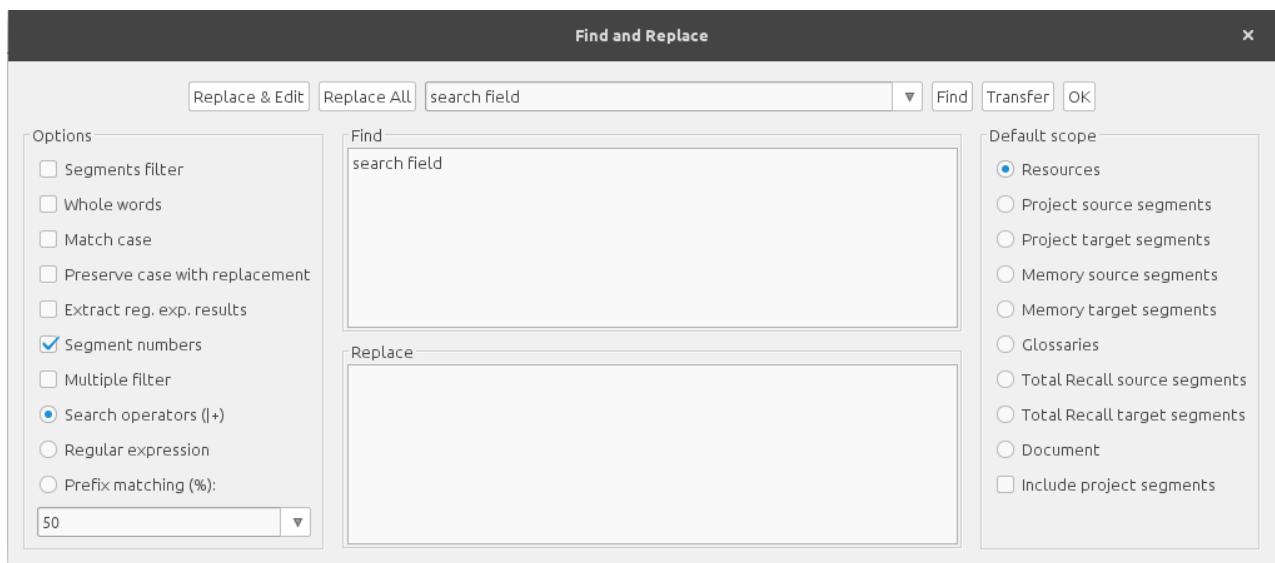 Find and Replace ×
Replace & Edit Replace All search field ▼ Find Transfer OK
Options
Segments filter
Whole words
Match case
Preserve case with replacement
Extract reg. exp. results
Segment numbers
Multiple filter
Search operators (|+)
Regular expression
Prefix matching (%):
50
Find
search field
Replace
Default scope
Resources
Project source segments
Project target segments
Memory source segments
Memory target segments
Glossaries
Total Recall source segments
Total Recall target segments
Document
Include project segments